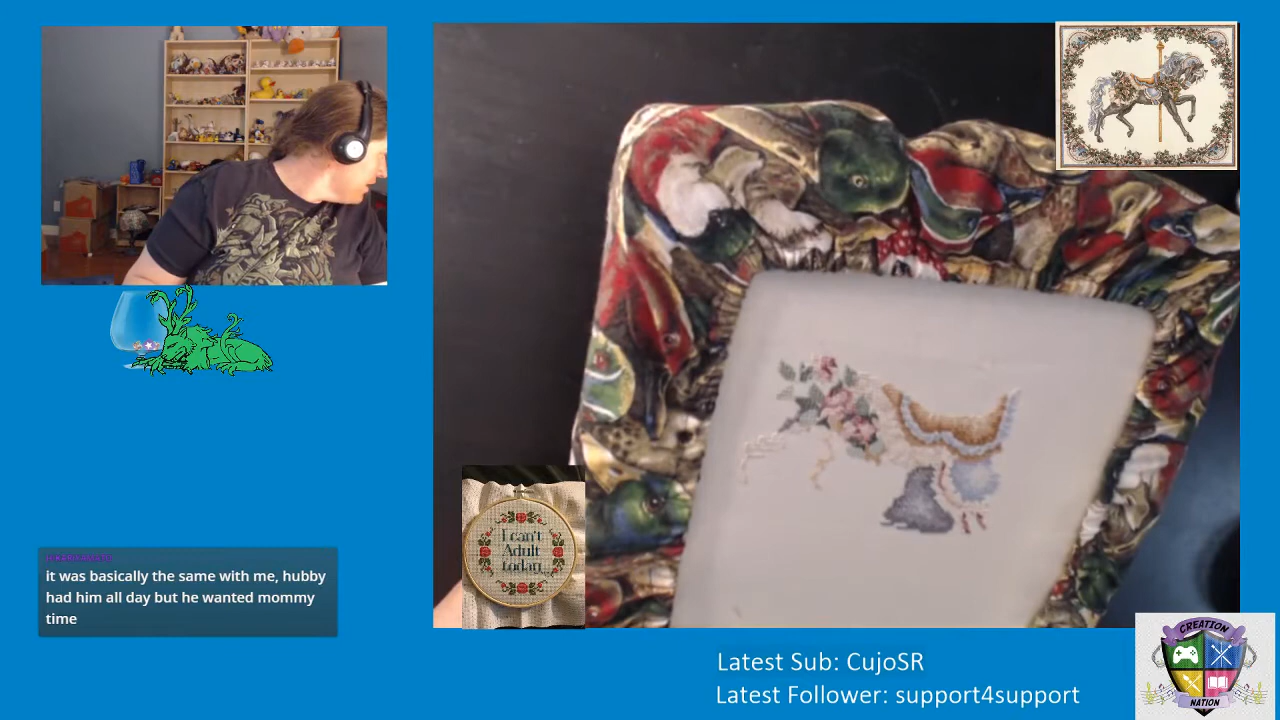 I can't
Adult
today
It was basically the same with me, hubby
had him all day but he wanted mommy
time
Latest Sub: CujoSR
Latest Follower: support4support
CREATION
NATION